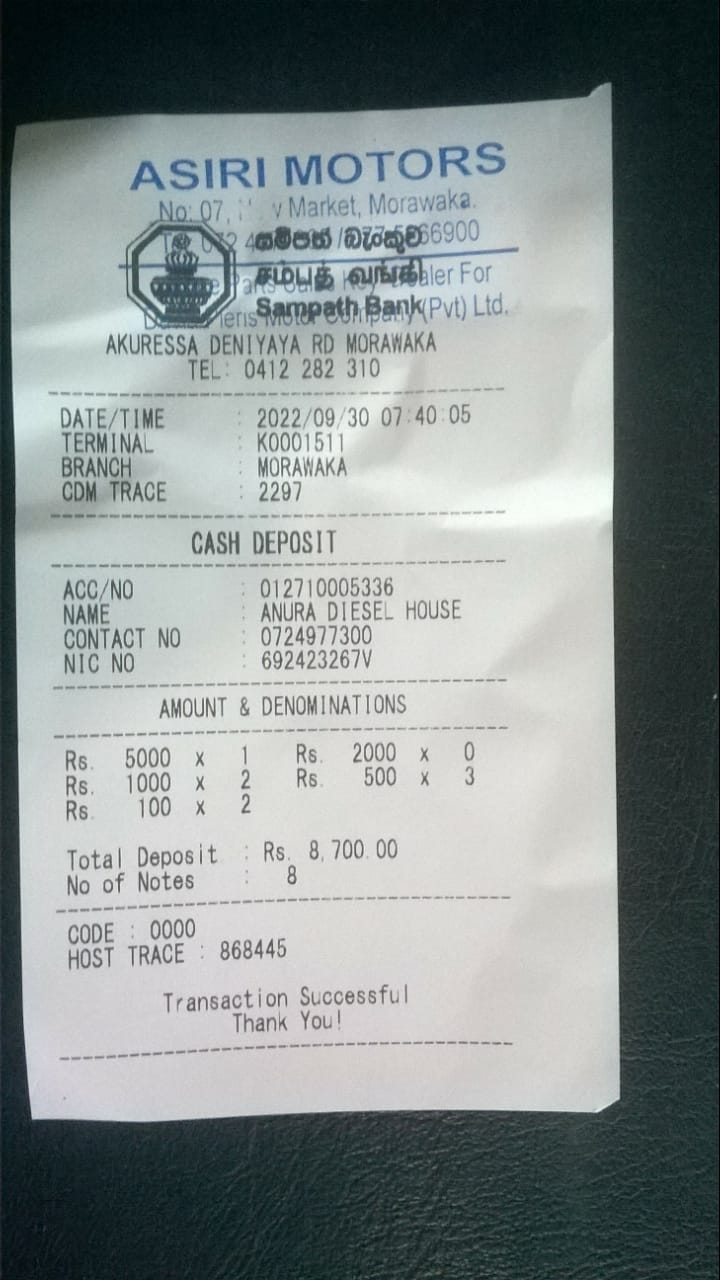 ASIRI MOTORS
No: 07, Market, Morawaka.
සම්පත් බැංකුව
சம்பத் வங்கி
Dealer For
Sampath Bank
Motor Company (Pvt) Ltd.
AKURESSA DENIYAYA RD MORAWAKA
TEL: 0412 282 310
DATE/TIME : 2022/09/30 07:40:05
TERMINAL : K0001511
BRANCH : MORAWAKA
CDM TRACE : 2297
CASH DEPOSIT
ACC/NO : 012710005336
NAME : ANURA DIESEL HOUSE
CONTACT NO : 0724977300
NIC NO : 692423267V
AMOUNT & DENOMINATIONS
Rs. 5000 x 1 Rs. 2000 x 0
Rs. 1000 x 2 Rs. 500 x 3
Rs. 100 x 2
Total Deposit : Rs. 8,700.00
No of Notes : 8
CODE : 0000
HOST TRACE : 868445
Transaction Successful
Thank You!